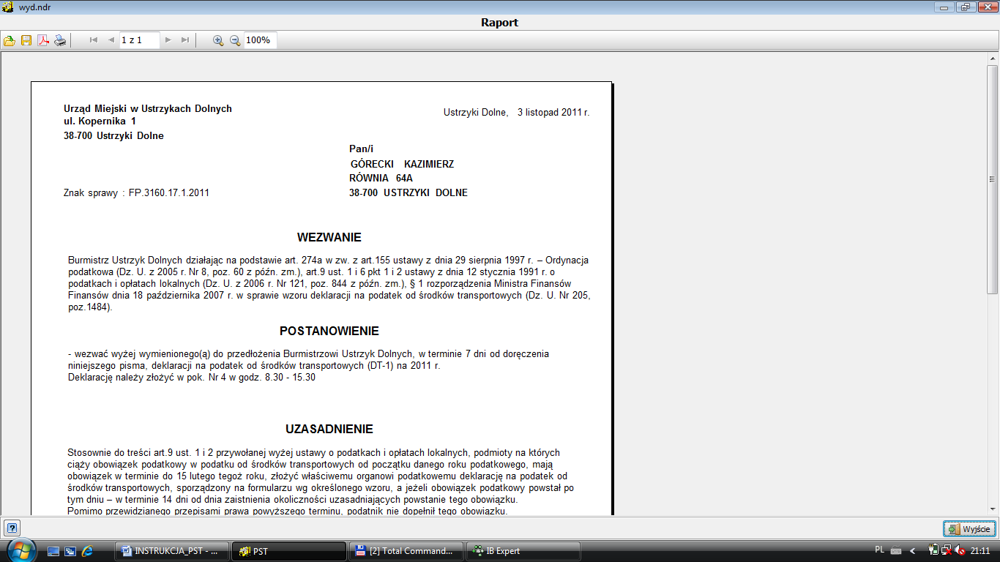 wyd.ndr
Raport
1 z 1
100%
Urząd Miejski w Ustrzykach Dolnych
ul. Kopernika 1
38-700 Ustrzyki Dolne
Ustrzyki Dolne, 3 listopad 2011 r.
Pan/i
GÓRECKI KAZIMIERZ
RÓWNIA 64A
38-700 USTRZYKI DOLNE
Znak sprawy : FP.3160.17.1.2011
WEZWANIE
Burmistrz Ustrzyk Dolnych działając na podstawie art. 274a w zw. z art.155 ustawy z dnia 29 sierpnia 1997 r. – Ordynacja
podatkowa (Dz. U. z 2005 r. Nr 8, poz. 60 z późn. zm.), art.9 ust. 1 i 6 pkt 1 i 2 ustawy z dnia 12 stycznia 1991 r. o
podatkach i opłatach lokalnych (Dz. U. z 2006 r. Nr 121, poz. 844 z późn. zm.), § 1 rozporządzenia Ministra Finansów
Finansów dnia 18 października 2007 r. w sprawie wzoru deklaracji na podatek od środków transportowych (Dz. U. Nr 205,
poz.1484).
POSTANOWIENIE
- wezwać wyżej wymienionego(ą) do przedłożenia Burmistrzowi Ustrzyk Dolnych, w terminie 7 dni od doręczenia
niniejszego pisma, deklaracji na podatek od środków transportowych (DT-1) na 2011 r.
Deklarację należy złożyć w pok. Nr 4 w godz. 8.30 - 15.30
UZASADNIENIE
Stosownie do treści art.9 ust. 1 i 2 przywołanej wyżej ustawy o podatkach i opłatach lokalnych, podmioty na których
ciąży obowiązek podatkowy w podatku od środków transportowych od początku danego roku podatkowego, mają
obowiązek w terminie do 15 lutego tegoż roku, złożyć właściwemu organowi podatkowemu deklarację na podatek od
środków transportowych, sporządzony na formularzu wg określonego wzoru, a jeżeli obowiązek podatkowy powstał po
tym dniu – w terminie 14 dni od dnia zaistnienia okoliczności uzasadniających powstanie tego obowiązku.
Pomimo przewidzianego przepisami prawa powyższego terminu, podatnik nie dopełnił tego obowiązku.
Wyjście
INSTRUKCJA_PST - ...
PST
[2] Total Command...
IB Expert
PL
21:11